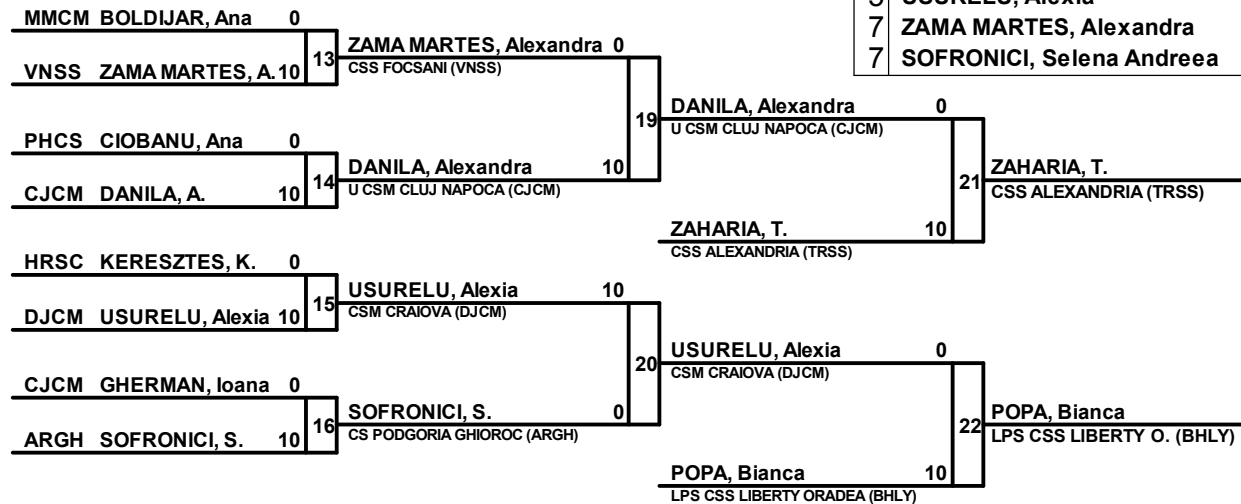 5 USURELU, Alexia
7 ZAMA MARTES, Alexandra
7 SOFRONICI, Selena Andreea
MMCM BOLDIJAR, Ana 0
13
VNSS ZAMA MARTES, A. 10
ZAMA MARTES, Alexandra 0
CSS FOCSANI (VNSS)
PHCS CIOBANU, Ana 0
14
CJCM DANILA, A. 10
DANILA, Alexandra 10
U CSM CLUJ NAPOCA (CJCM)
19
DANILA, Alexandra 0
U CSM CLUJ NAPOCA (CJCM)
ZAHARIA, T. 10
CSS ALEXANDRIA (TRSS)
21
ZAHARIA, T.
CSS ALEXANDRIA (TRSS)
HRSC KERESZTES, K. 0
15
DJCM USURELU, Alexia 10
USURELU, Alexia 10
CSM CRAIOVA (DJCM)
CJCM GHERMAN, Ioana 0
16
ARGH SOFRONICI, S. 10
SOFRONICI, S. 0
CS PODGORIA GHIOROC (ARGH)
20
USURELU, Alexia 0
CSM CRAIOVA (DJCM)
POPA, Bianca 10
LPS CSS LIBERTY ORADEA (BHLY)
22
POPA, Bianca
LPS CSS LIBERTY O. (BHLY)